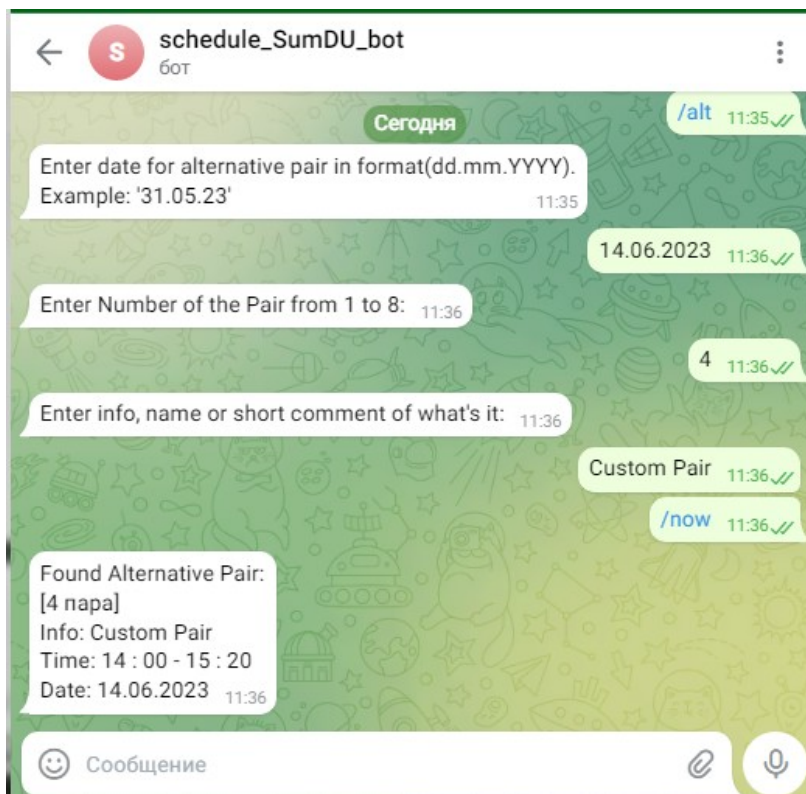 S
schedule_SumDU_bot
бот
Сегодня
/alt 11:35
Enter date for alternative pair in format(dd.mm.YYYY).
Example: '31.05.23' 11:35
14.06.2023 11:36
Enter Number of the Pair from 1 to 8: 11:36
4 11:36
Enter info, name or short comment of what's it: 11:36
Custom Pair 11:36
/now 11:36
Found Alternative Pair:
[4 пара]
Info: Custom Pair
Time: 14 : 00 - 15 : 20
Date: 14.06.2023 11:36
Сообщение